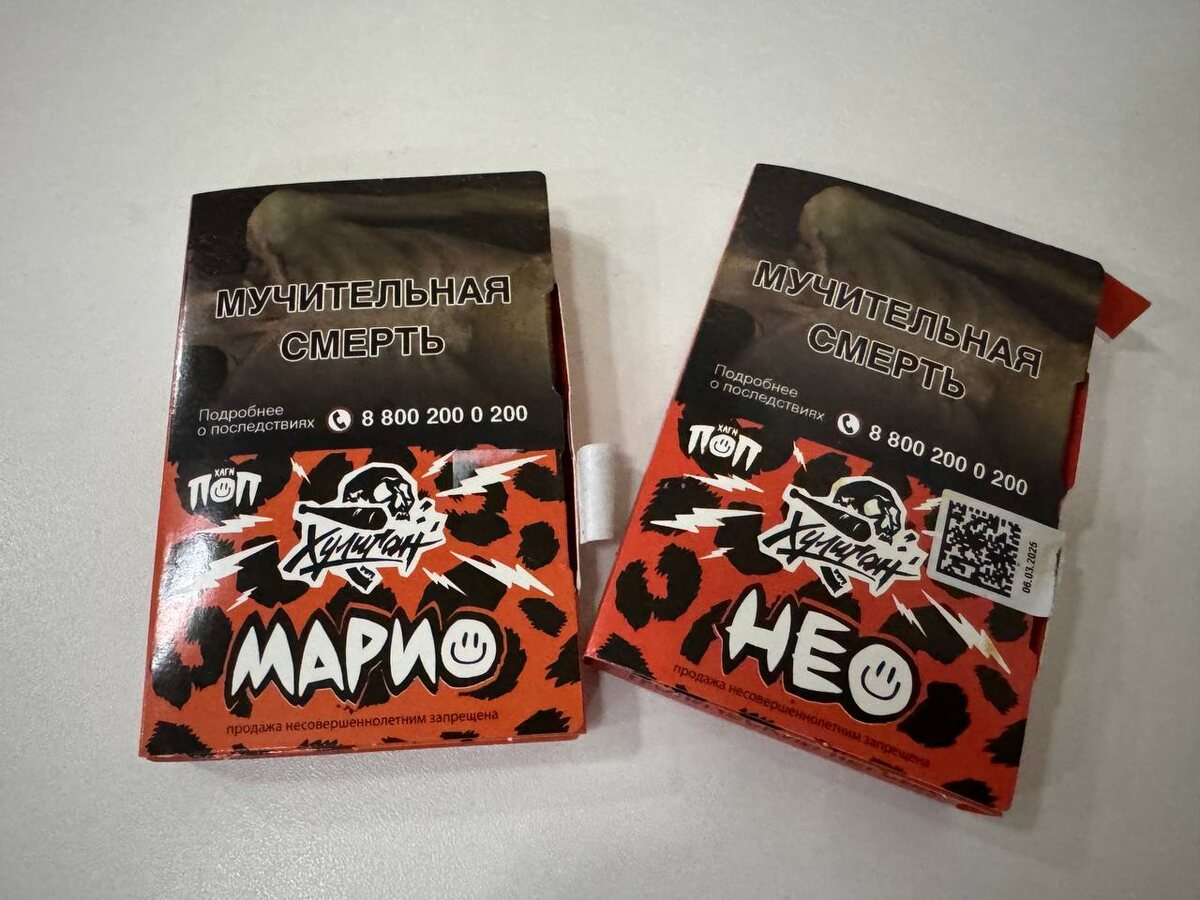 МУЧИТЕЛЬНАЯ
СМЕРТЬ
Подробнее
о последствиях
8 800 200 0 200
ХАГИ
ПОП
Хулиган
МАРИО
продажа несовершеннолетним запрещена
МУЧИТЕЛЬНАЯ
СМЕРТЬ
Подробнее
о последствиях
8 800 200 0 200
ХАГИ
ПОП
Хулиган
06.03.2025
НЕО
продажа несовершеннолетним запрещена